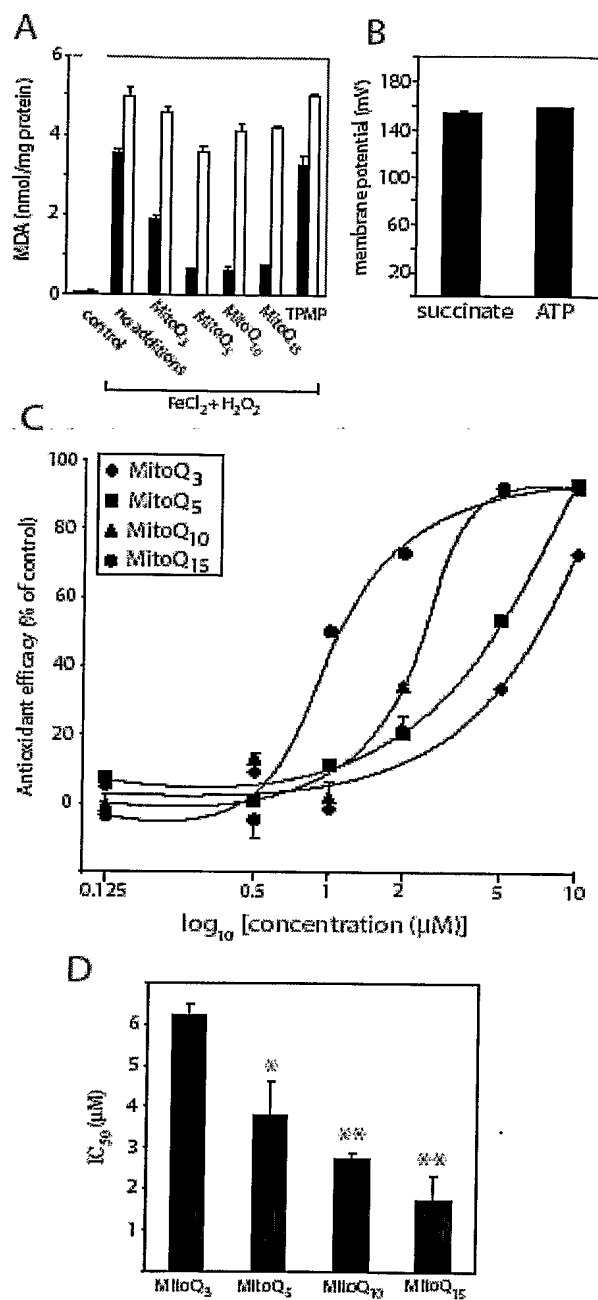 A
MDA (nmol/mg protein)
6
4
2
0
control
no additions
MitoQ3
MitoQ5
MitoQ10
MitoQ15
TPMP
FeCl2 + H2O2
B
membrane potential (mV)
180
140
100
60
20
succinate
ATP
C
Antioxidant efficacy (% of control)
100
80
60
40
20
0
MitoQ3
MitoQ5
MitoQ10
MitoQ15
0.125
0.5
1
2
5
10
log10 [concentration (μM)]
D
IC50 (μM)
6
5
4
3
2
1
*
**
**
MitoQ3
MitoQ5
MitoQ10
MitoQ15